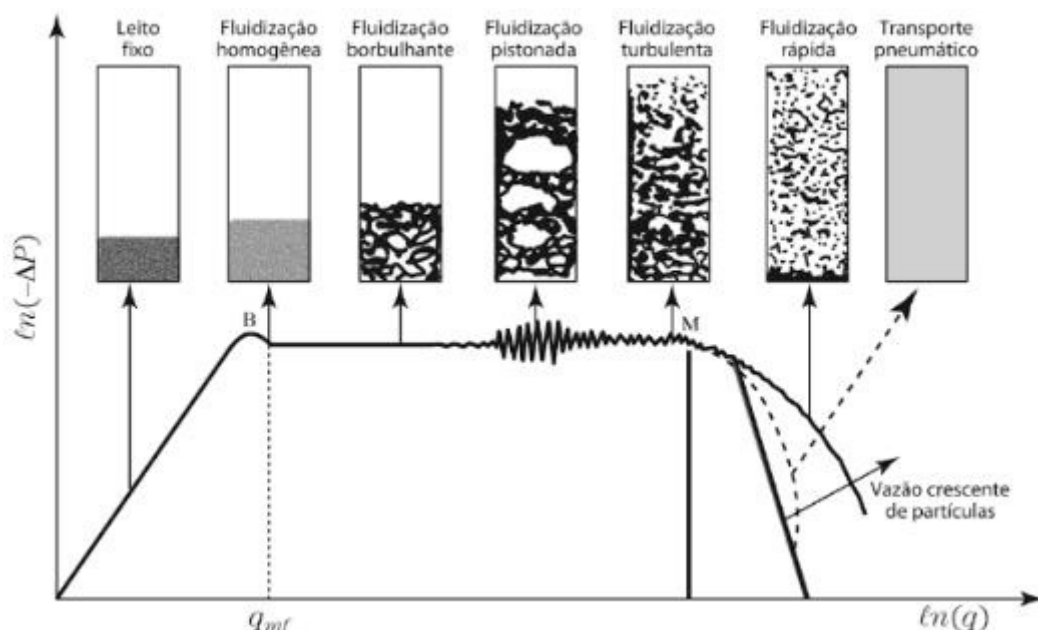 Leito
fixo
Fluidização
homogênea
Fluidização
borbulhante
Fluidização
pistonada
Fluidização
turbulenta
Fluidização
rápida
Transporte
pneumático
ℓn(−ΔP)
B
M
Vazão crescente
de partículas
q_mf
ℓn(q)